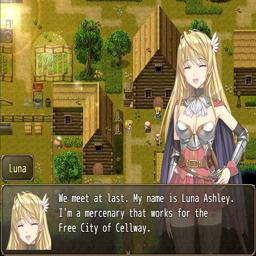 Luna
We meet at last. My name is Luna Ashley.
I'm a mercenary that works for the
Free City of Cellway.